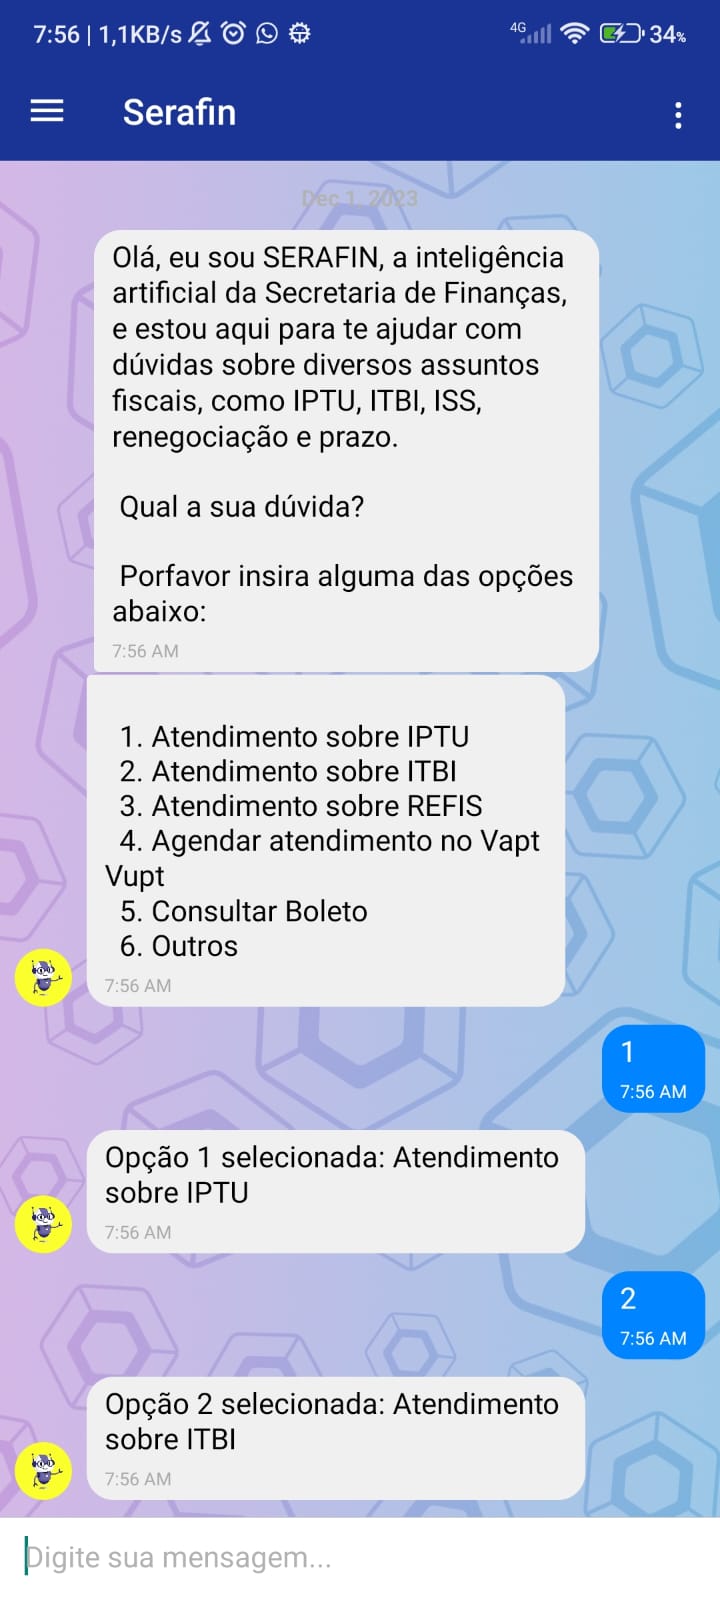 7:56 | 1,1KB/s 4G 34%
Serafin
Dec 1, 2023
Olá, eu sou SERAFIN, a inteligência
artificial da Secretaria de Finanças,
e estou aqui para te ajudar com
dúvidas sobre diversos assuntos
fiscais, como IPTU, ITBI, ISS,
renegociação e prazo.
Qual a sua dúvida?
Porfavor insira alguma das opções
abaixo:
7:56 AM
1. Atendimento sobre IPTU
2. Atendimento sobre ITBI
3. Atendimento sobre REFIS
4. Agendar atendimento no Vapt
Vupt
5. Consultar Boleto
6. Outros
7:56 AM
1
7:56 AM
Opção 1 selecionada: Atendimento
sobre IPTU
7:56 AM
2
7:56 AM
Opção 2 selecionada: Atendimento
sobre ITBI
7:56 AM
Digite sua mensagem...